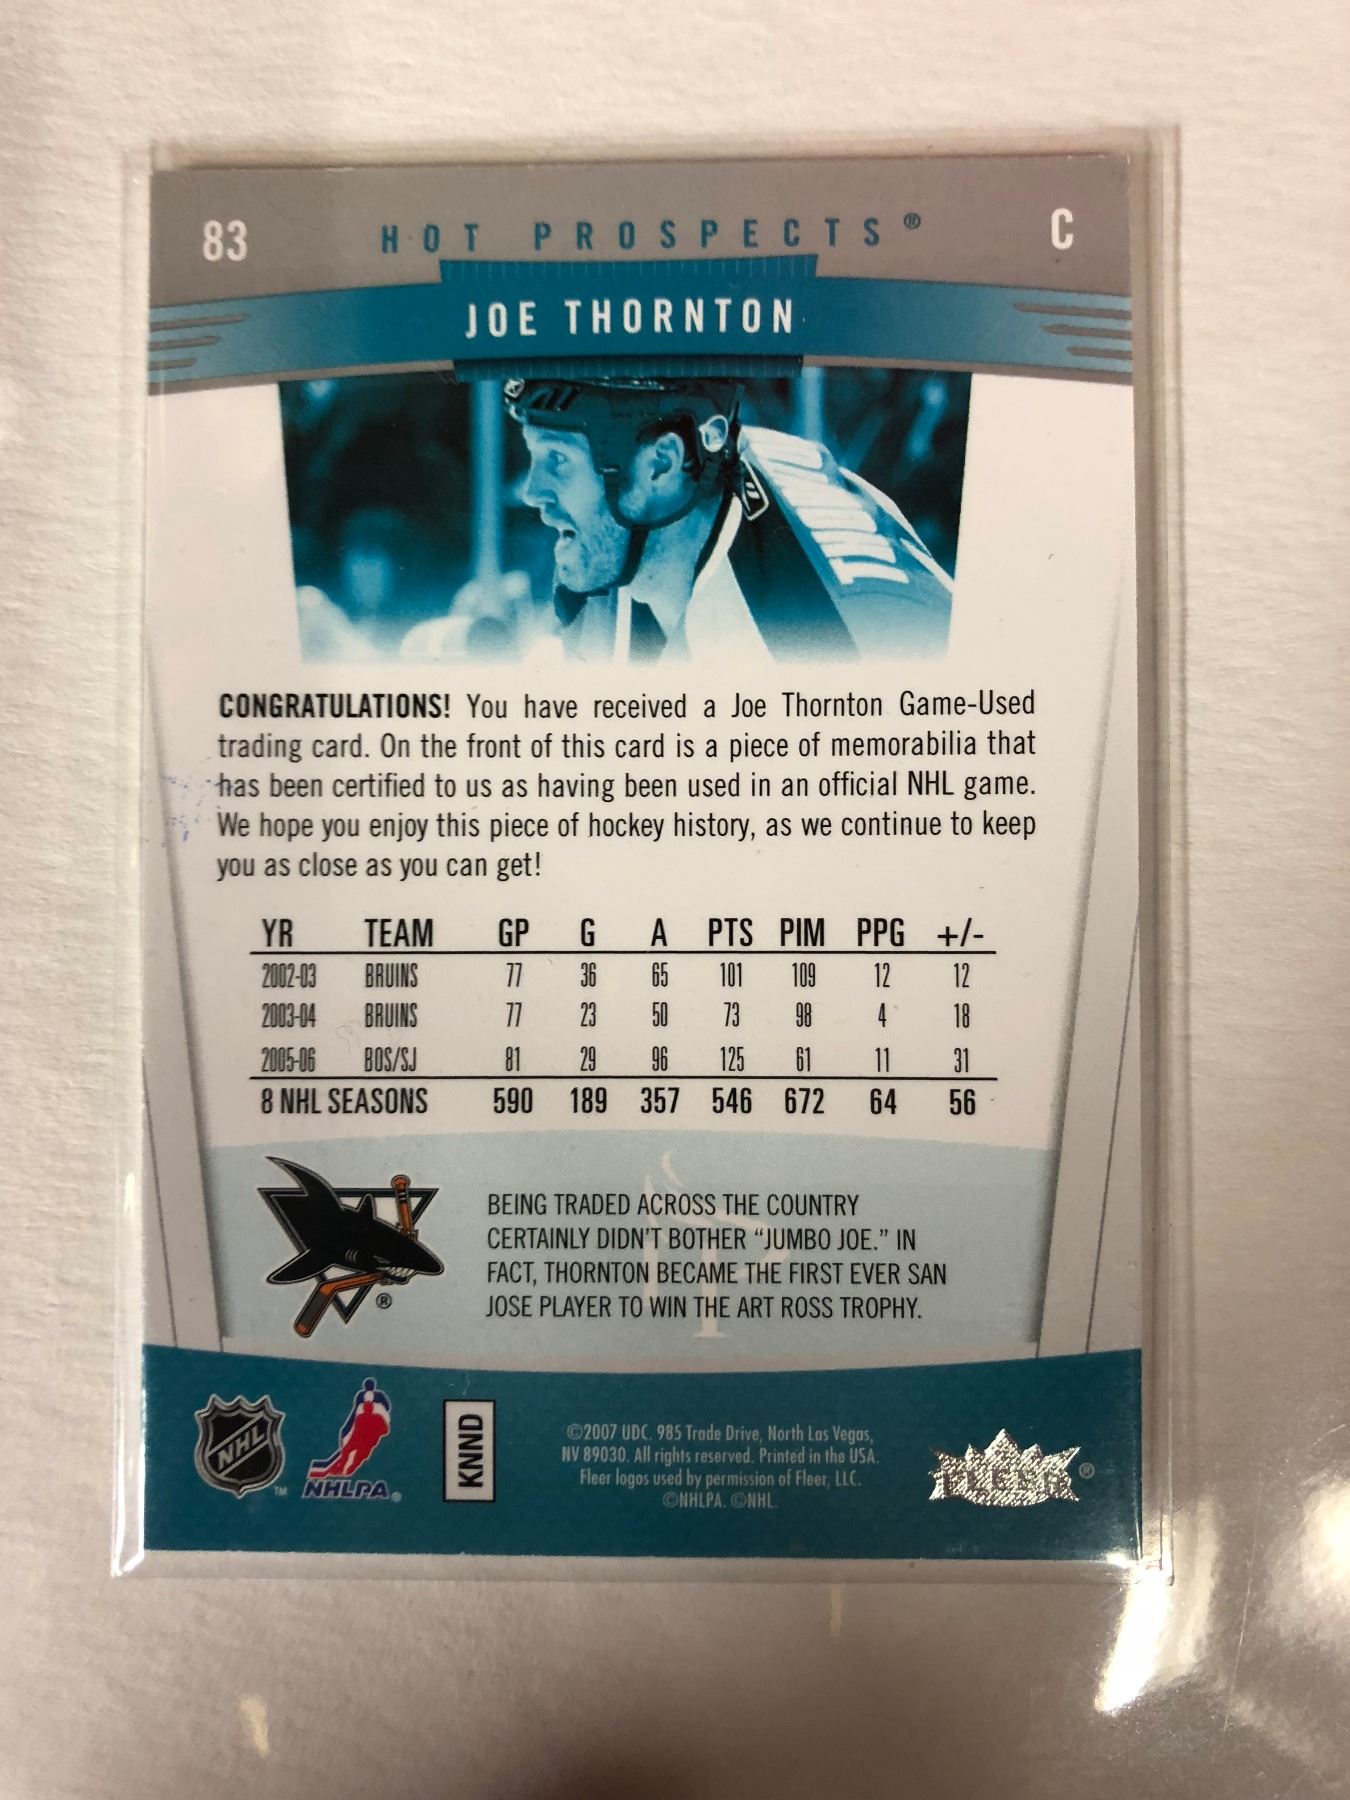 83 HOT PROSPECTS® C
JOE THORNTON
CONGRATULATIONS! You have received a Joe Thornton Game-Used
trading card. On the front of this card is a piece of memorabilia that
has been certified to us as having been used in an official NHL game.
We hope you enjoy this piece of hockey history, as we continue to keep
you as close as you can get!
YR TEAM GP G A PTS PIM PPG +/-
2002-03 BRUINS 77 36 65 101 109 12 12
2003-04 BRUINS 77 23 50 73 98 4 18
2005-06 BOS/SJ 81 29 96 125 61 11 31
8 NHL SEASONS 590 189 357 546 672 64 56
BEING TRADED ACROSS THE COUNTRY
CERTAINLY DIDN'T BOTHER "JUMBO JOE." IN
FACT, THORNTON BECAME THE FIRST EVER SAN
JOSE PLAYER TO WIN THE ART ROSS TROPHY.
®
NHL TM
NHLPA®
KNND
©2007 UDC. 985 Trade Drive, North Las Vegas,
NV 89030. All rights reserved. Printed in the USA.
Fleer logos used by permission of Fleer, LLC.
©NHLPA. ©NHL.
FLEER®